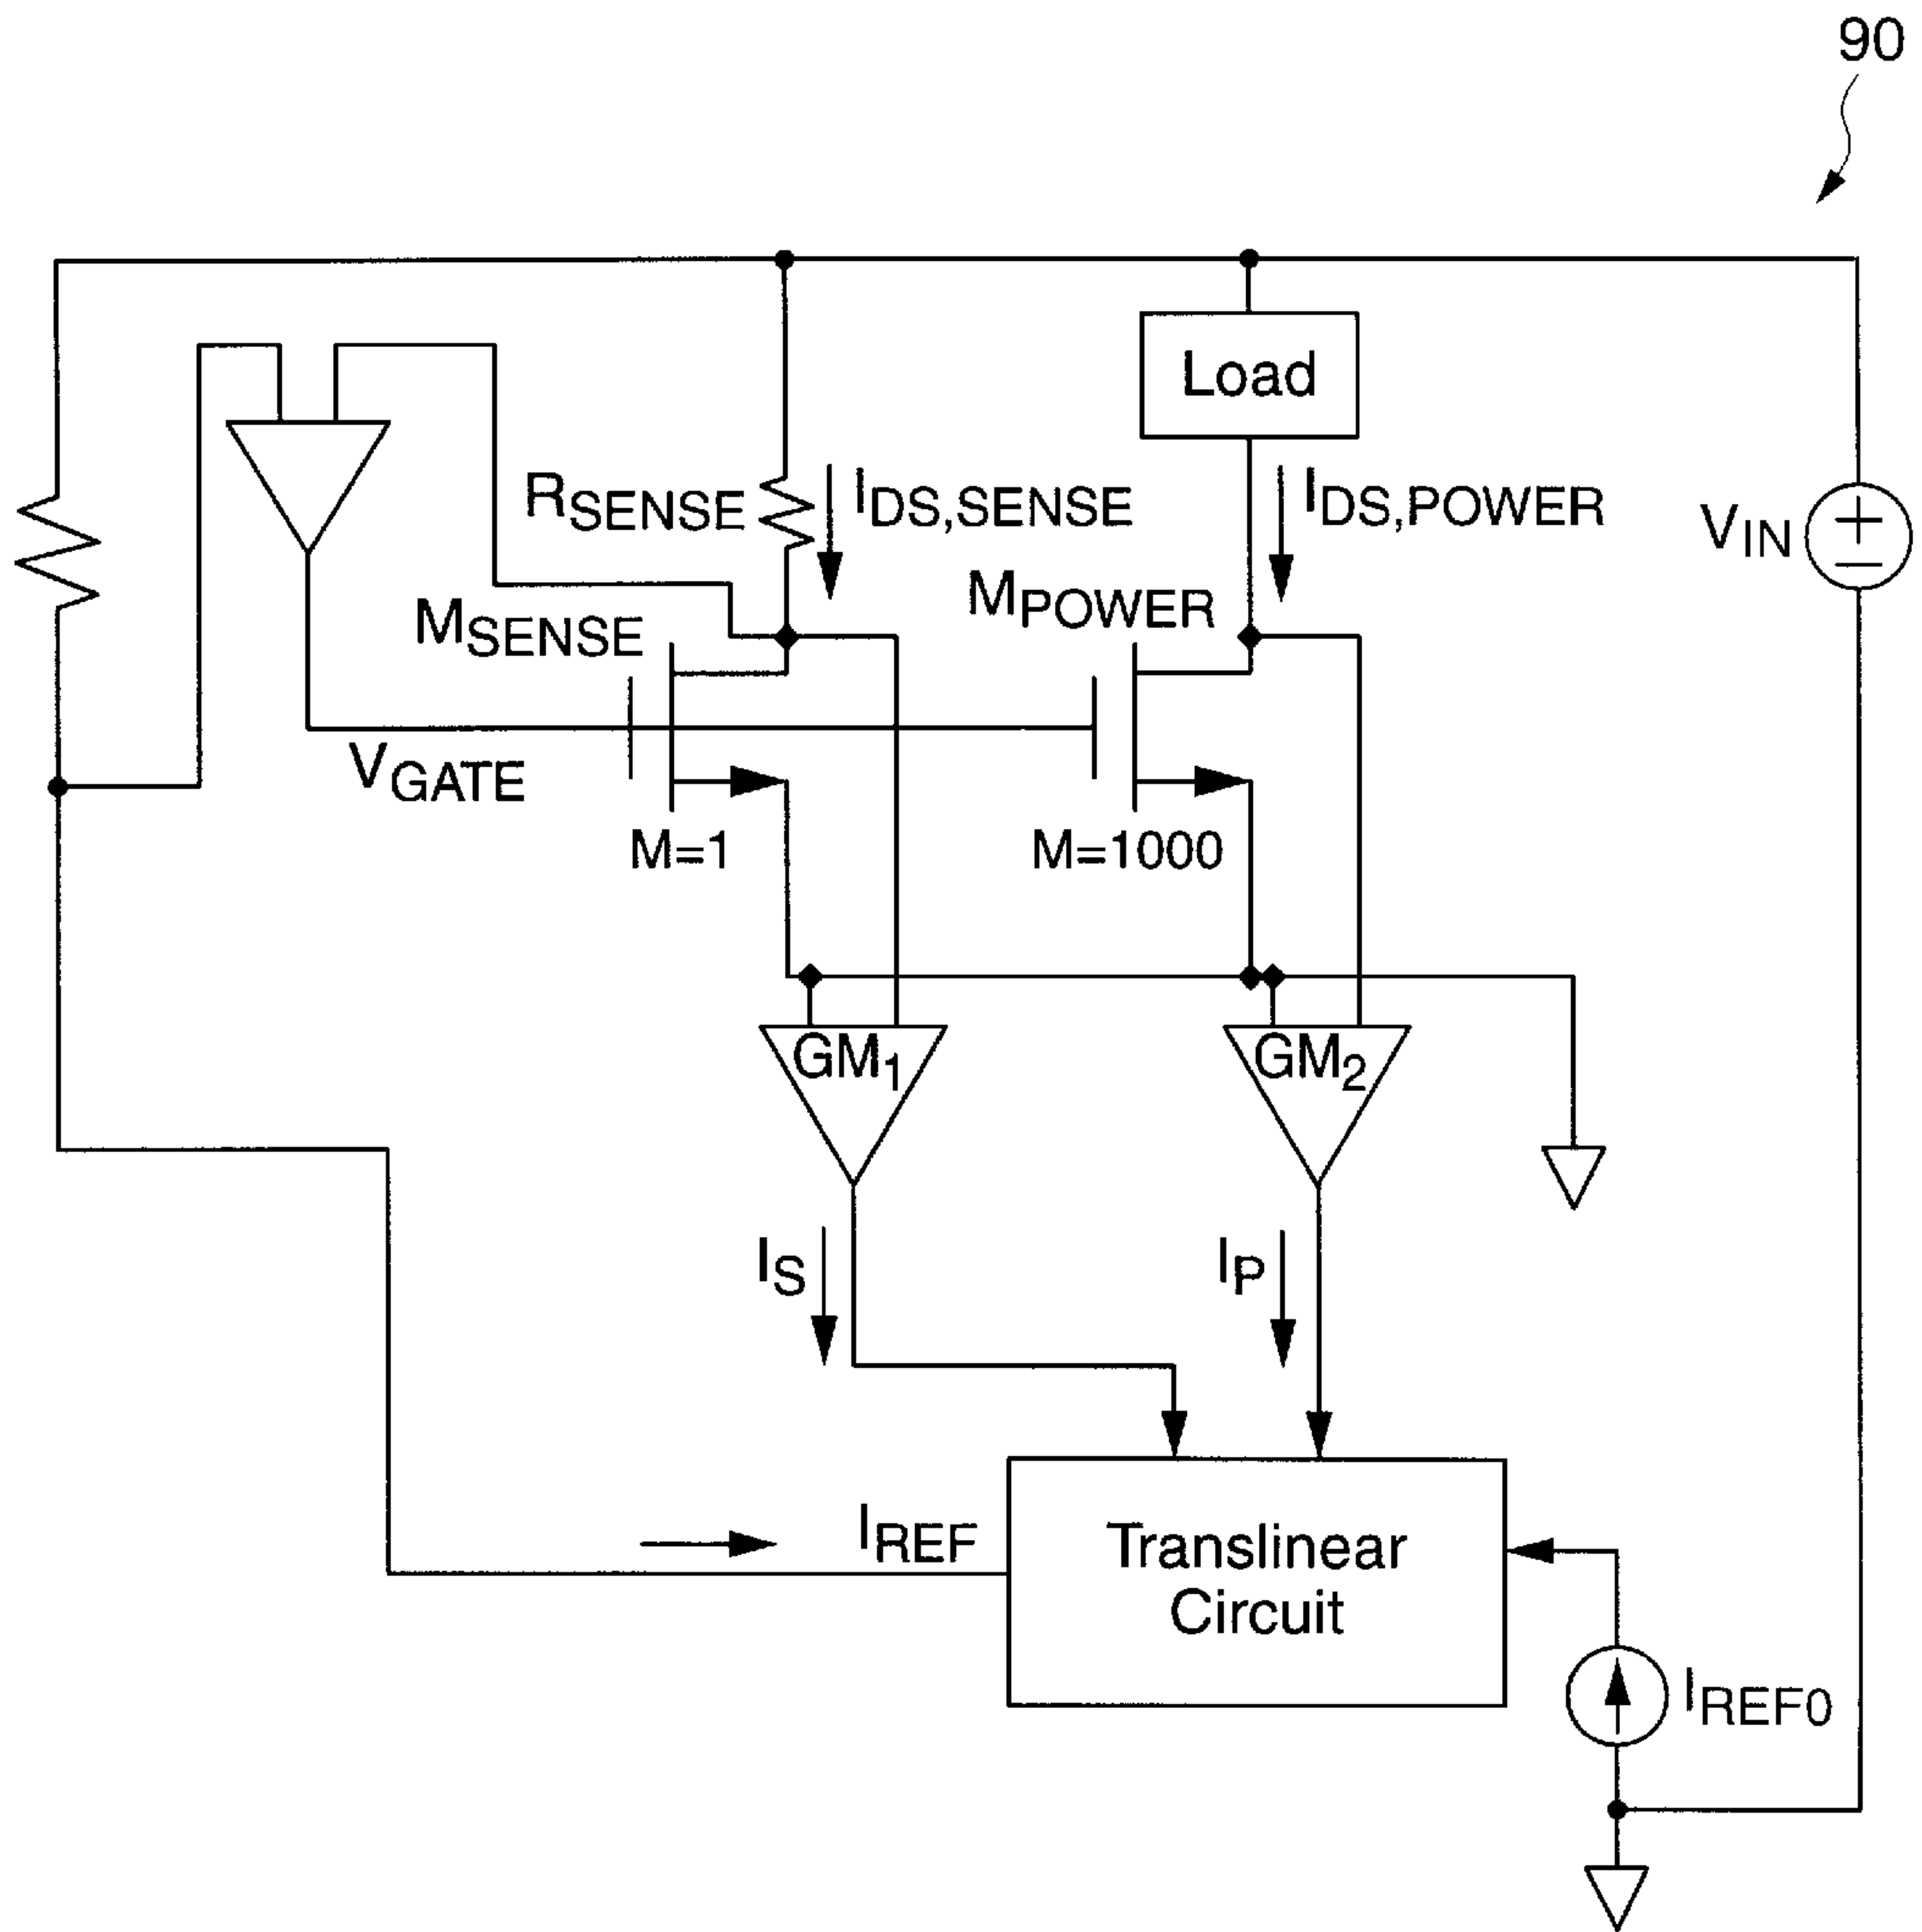 90
Load
RSENSE
IDS,SENSE
IDS,POWER
VIN
MSENSE
MPOWER
VGATE
M=1
M=1000
GM1
GM2
IS
IP
IREF
Translinear
Circuit
IREF0